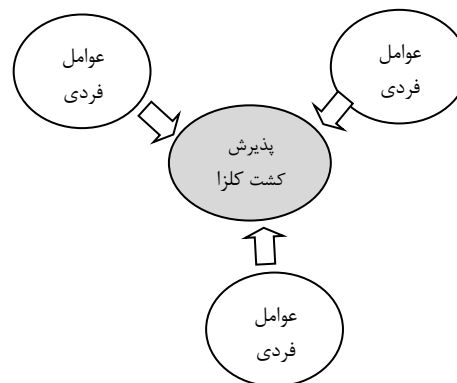 عوامل
فردی
عوامل
فردی
پذیرش
کشت کلزا
عوامل
فردی